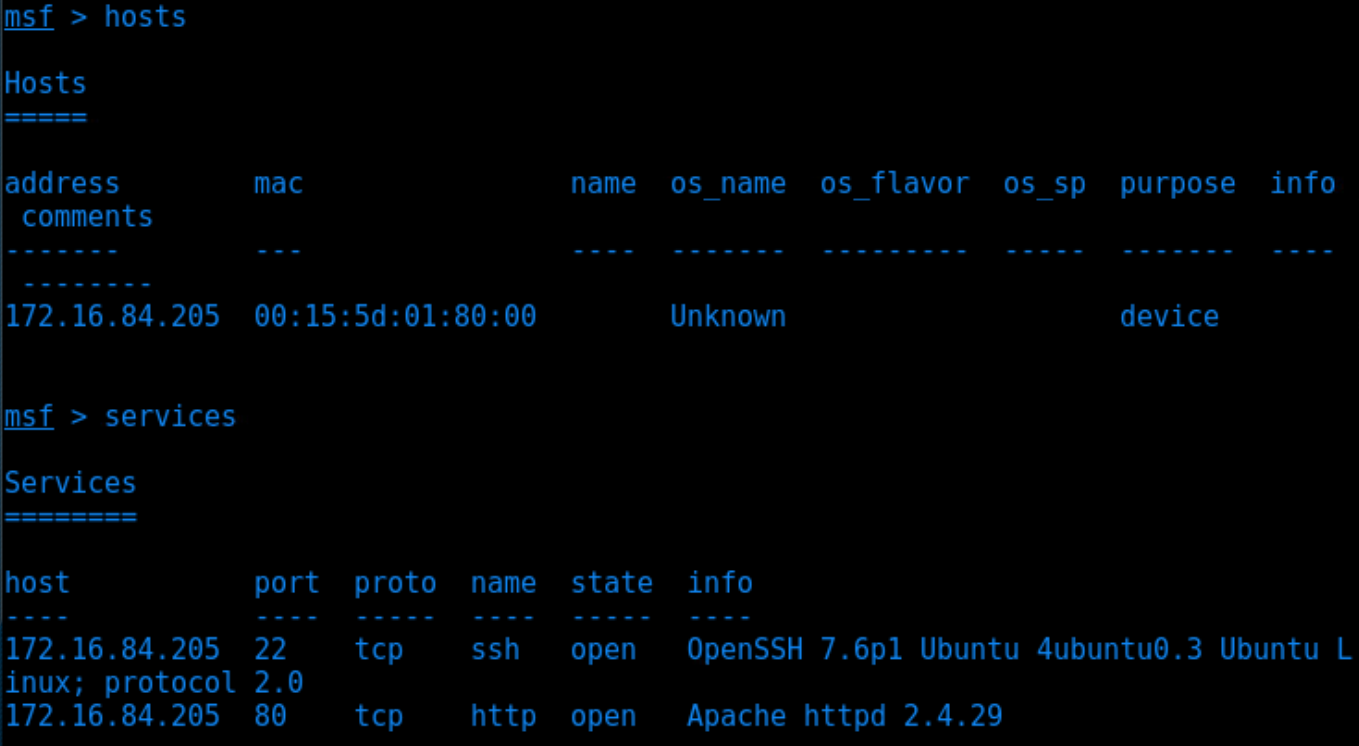 msf > hosts
Hosts
=====
address        mac                name  os_name  os_flavor  os_sp  purpose  info
 comments
-------        ---                ----  -------  ---------  -----  -------  ----
 --------
172.16.84.205  00:15:5d:01:80:00        Unknown                    device
msf > services
Services
========
host           port  proto  name  state  info
----           ----  -----  ----  -----  ----
172.16.84.205  22    tcp    ssh   open   OpenSSH 7.6p1 Ubuntu 4ubuntu0.3 Ubuntu L
inux; protocol 2.0
172.16.84.205  80    tcp    http  open   Apache httpd 2.4.29